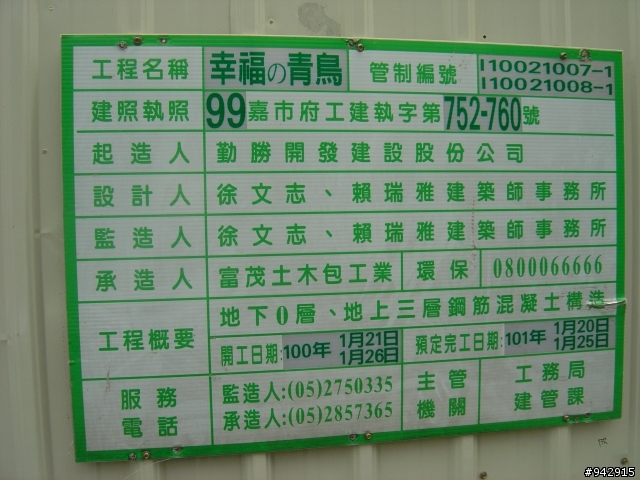 工程名稱 幸福の青鳥 管制編號 I10021007-1
I10021008-1
建照執照 99嘉市府工建執字第752-760號
起造人 勤勝開發建設股份公司
設計人 徐文志、賴瑞雅建築師事務所
監造人 徐文志、賴瑞雅建築師事務所
承造人 富茂土木包工業 環保 0800066666
工程概要 地下0層、地上三層鋼筋混凝土構造
開工日期:100年 1月21日 預定完工日期:101年 1月20日
1月26日 1月25日
服務 監造人:(05)2750335 主管 工務局
電話 承造人:(05)2857365 機關 建管課
#942915